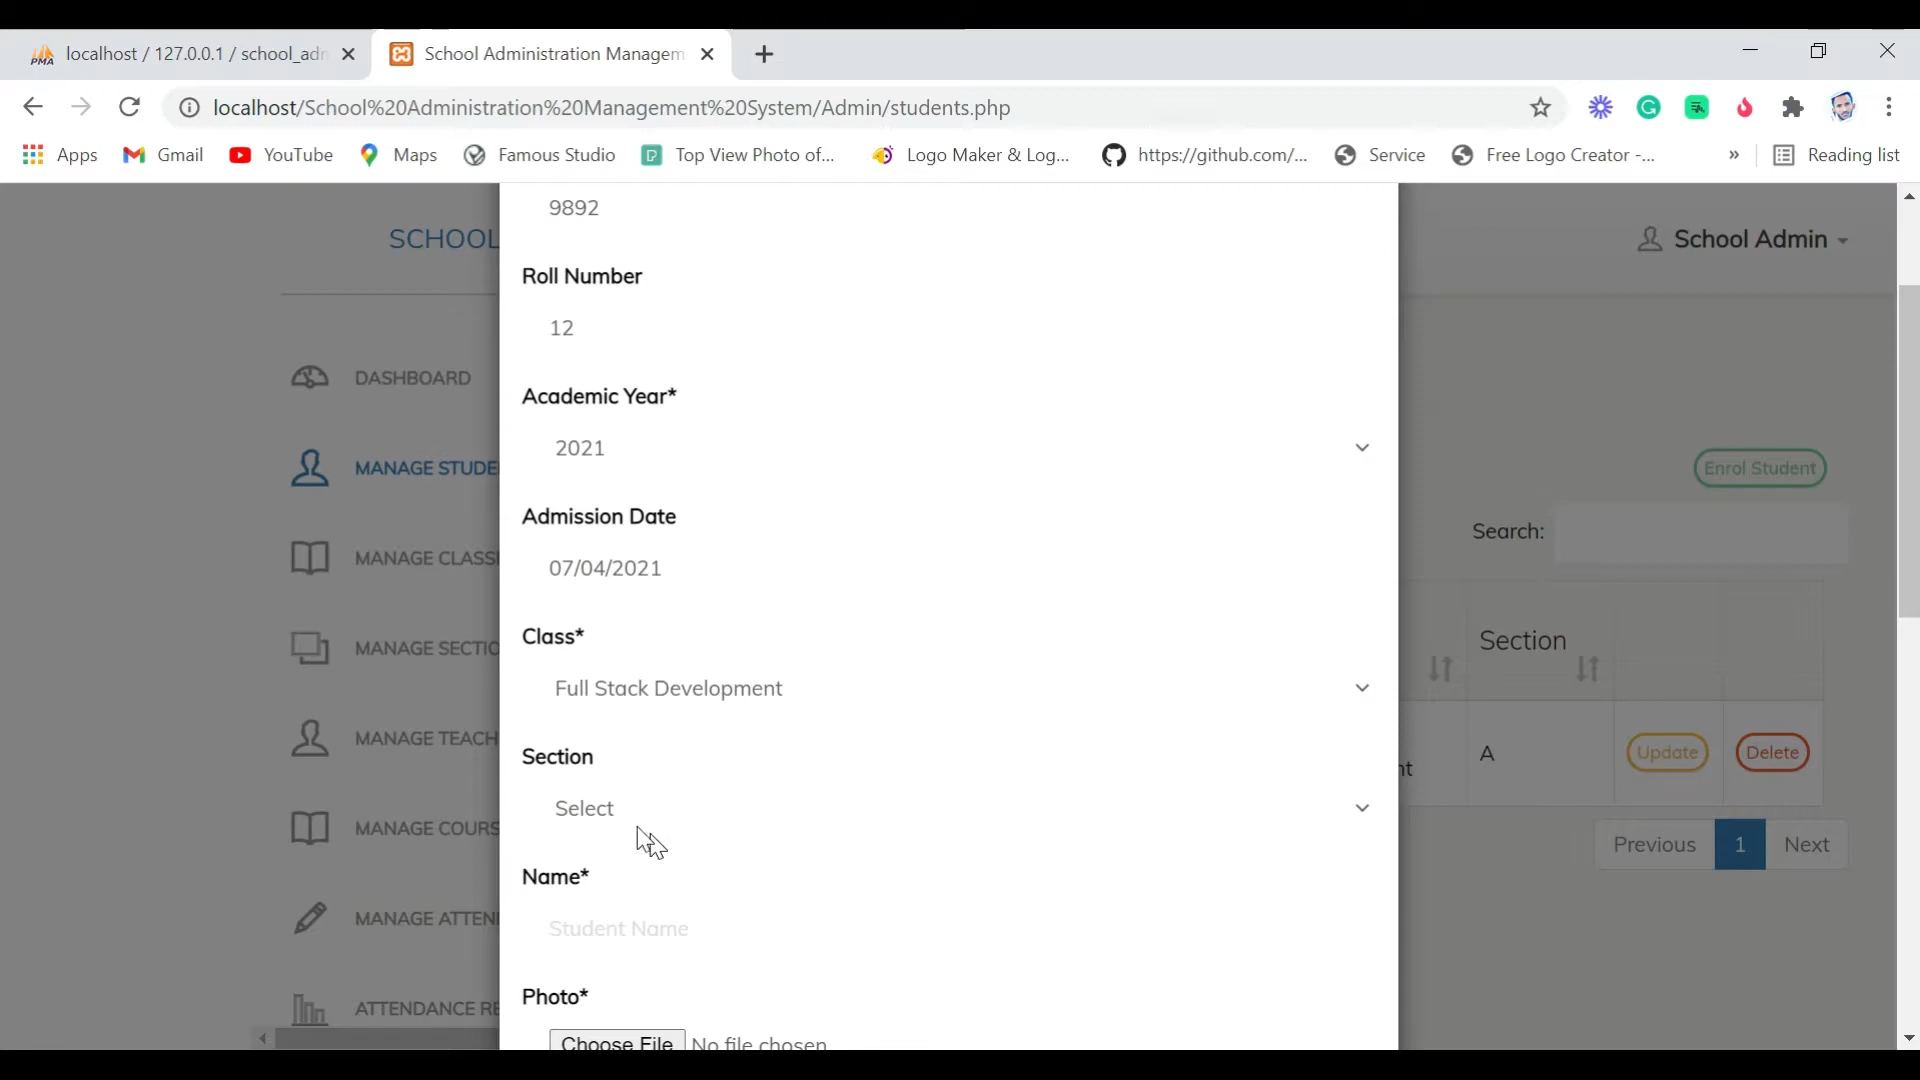 localhost / 127.0.0.1 / school_adn
School Administration Managem
localhost/School%20Administration%20Management%20System/Admin/students.php
Apps
Gmail
YouTube
Maps
Famous Studio
Top View Photo of...
Logo Maker & Log...
https://github.com/...
Service
Free Logo Creator -...
»
Reading list
9892
SCHOOL
School Admin
Roll Number
12
DASHBOARD
Academic Year*
2021
MANAGE STUDE
Enrol Student
Admission Date
Search:
07/04/2021
MANAGE CLASS
Class*
Section
MANAGE SECTIO
Full Stack Development
MANAGE TEACH
Section
nt
A
Update
Delete
Select
MANAGE COURS
Previous
1
Next
Name*
MANAGE ATTEN
Student Name
Photo*
ATTENDANCE RE
Choose File
No file chosen